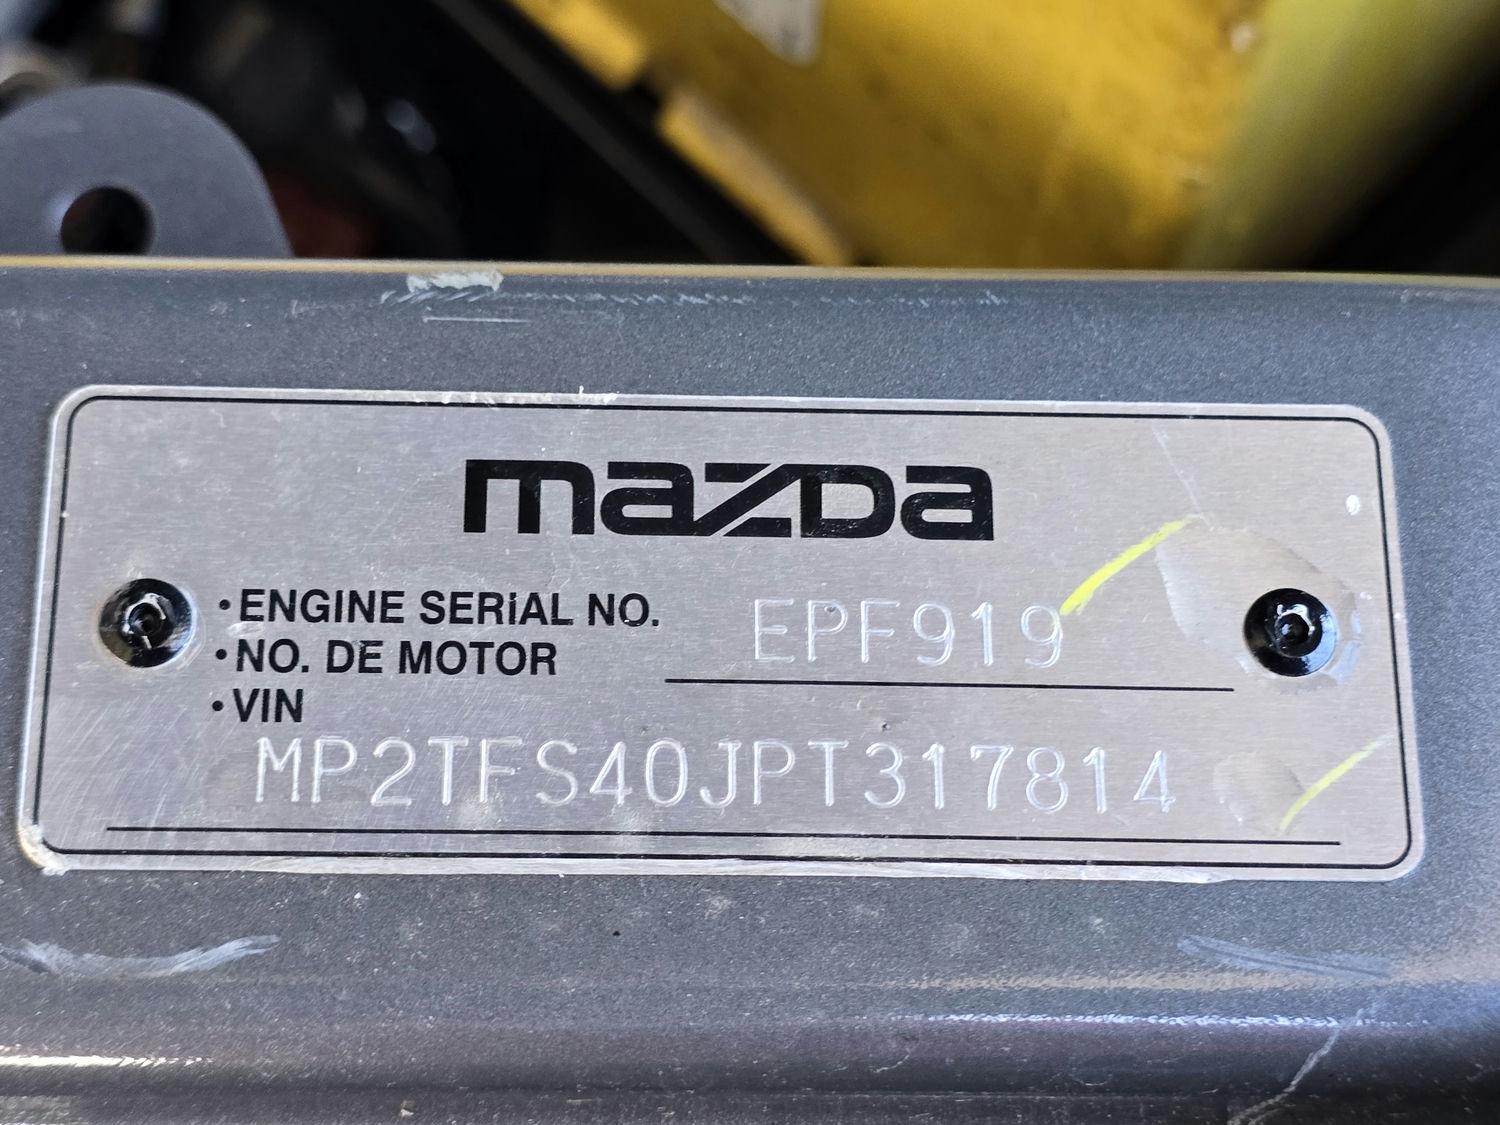 mazda
•ENGINE SERIAL NO.
•NO. DE MOTOR EPF919
•VIN
MP2TFS40JPT317814